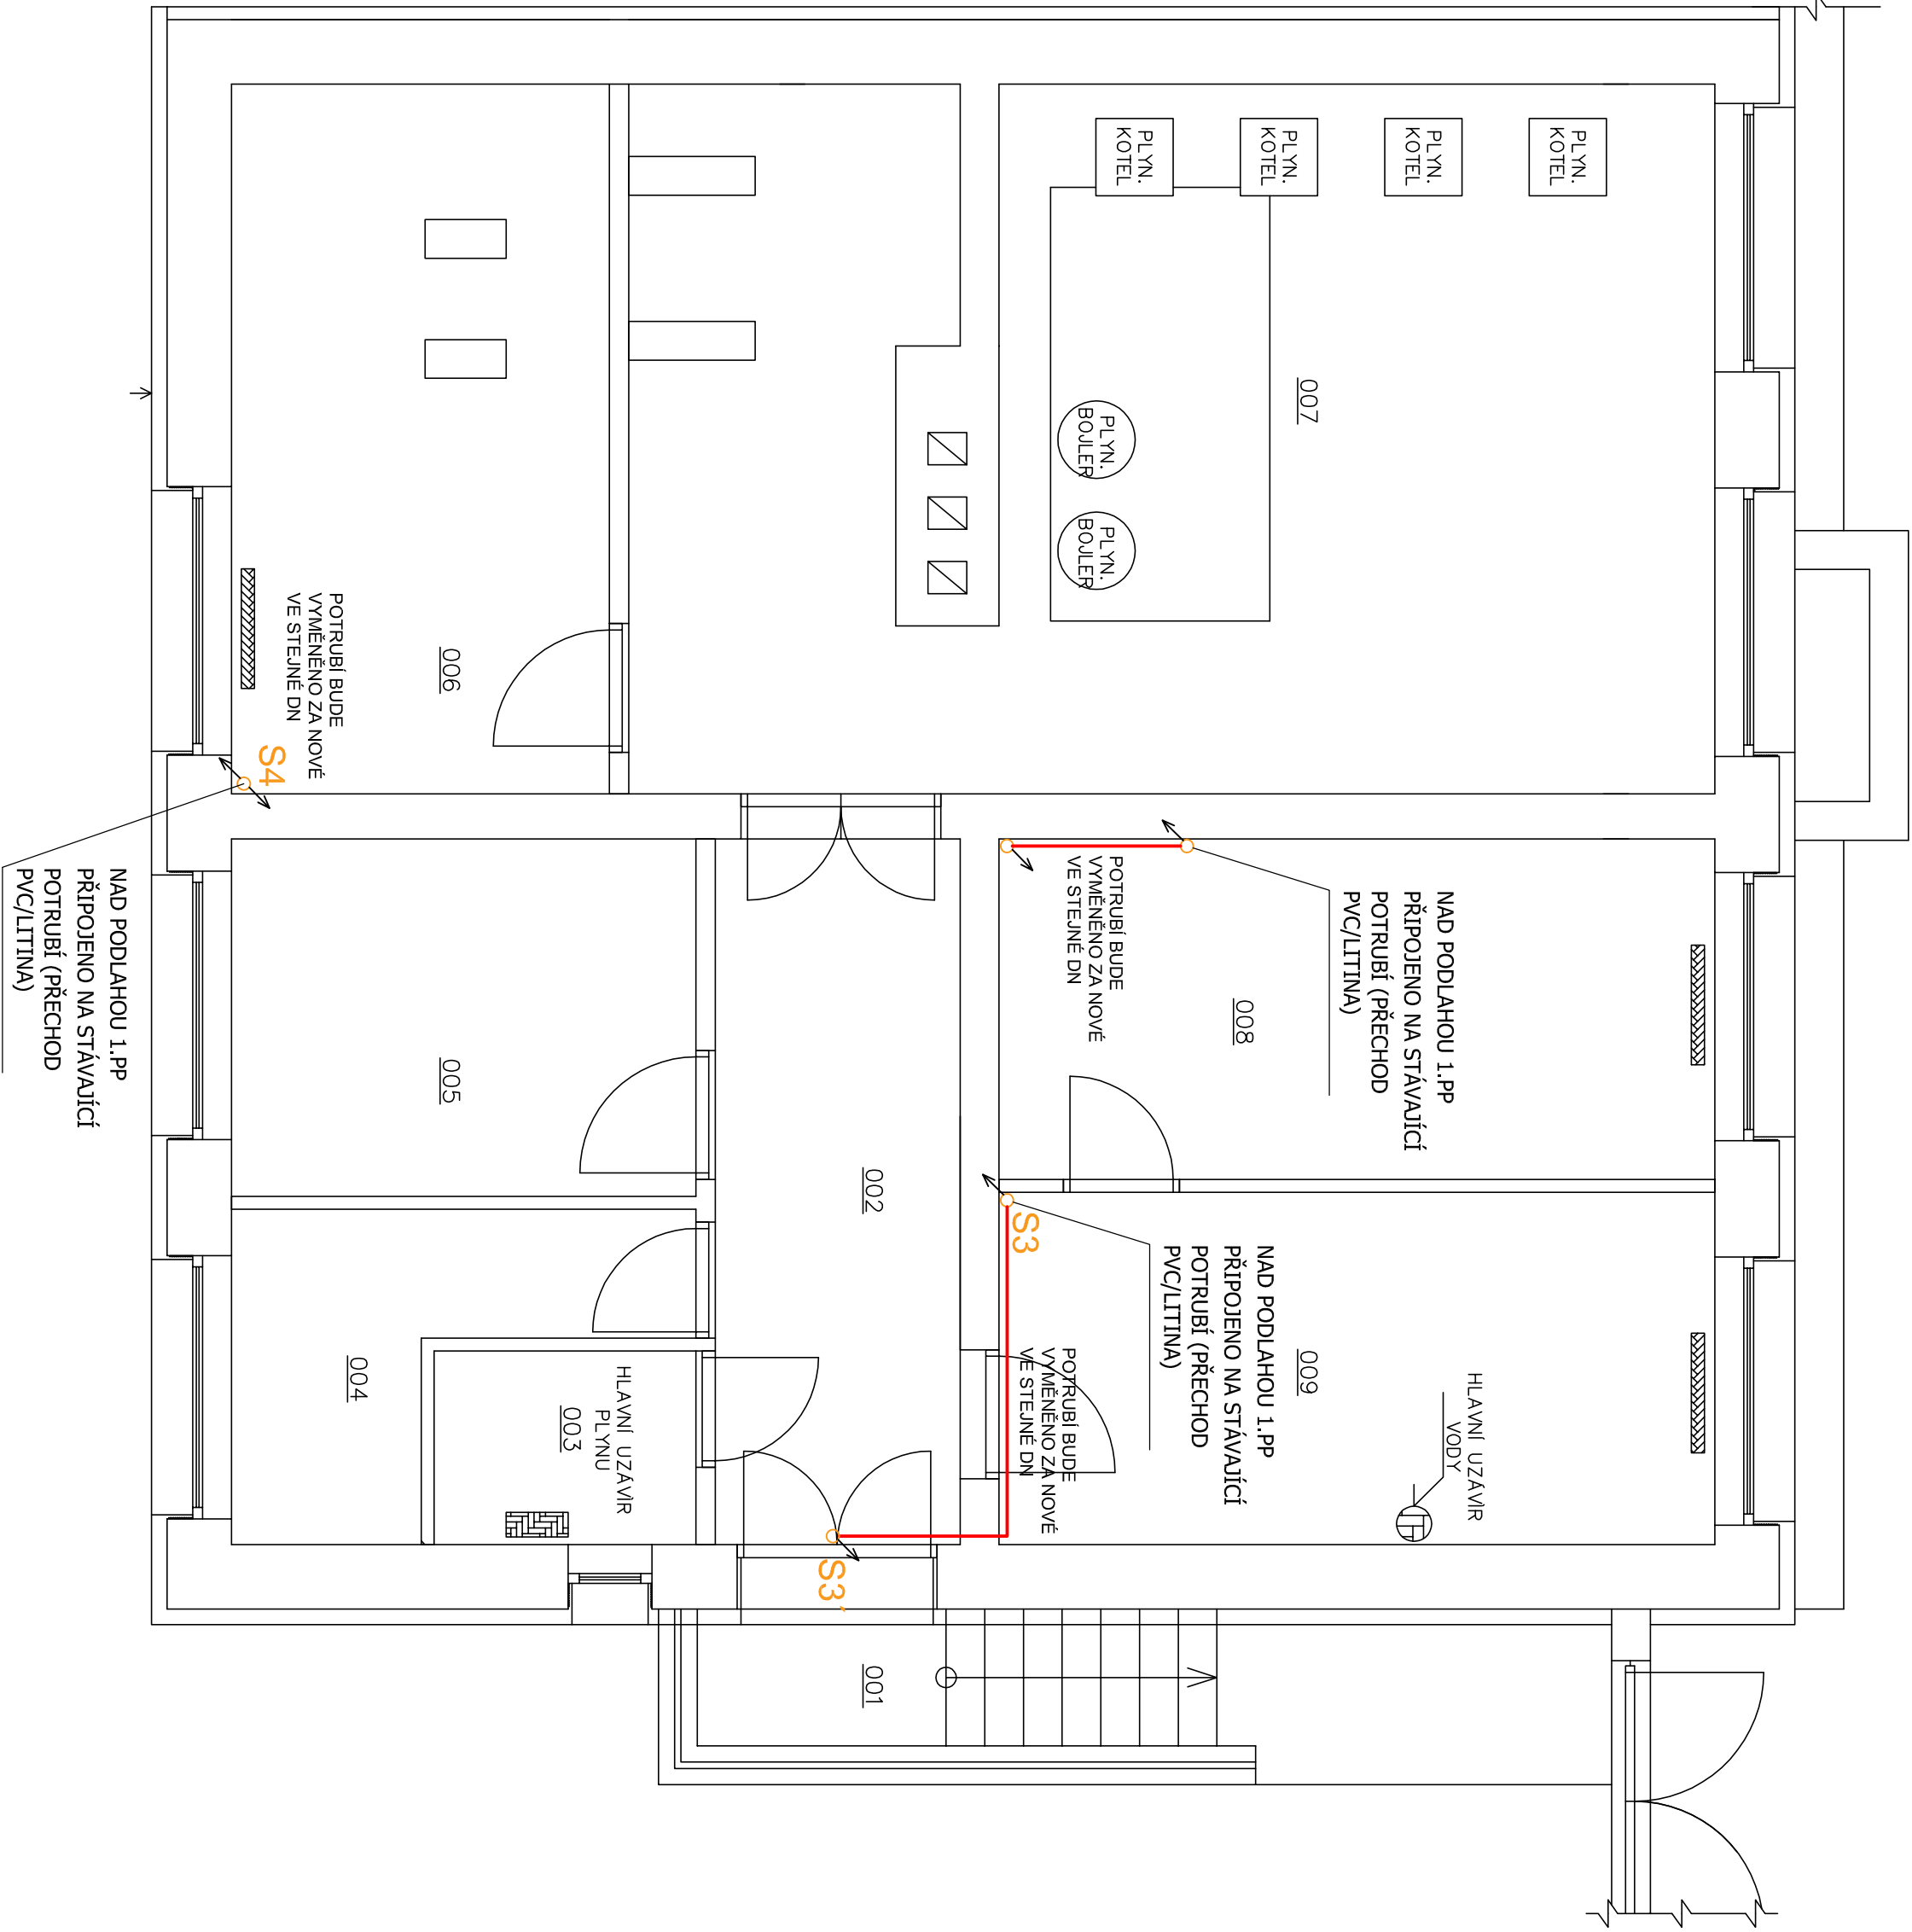 PLYN.
KOTEL
PLYN.
KOTEL
PLYN.
KOTEL
PLYN.
KOTEL
HLAVNÍ UZÁVÍR
VODY
NAD PODLAHOU 1.PP
PŘIPOJENO NA STÁVAJÍCÍ
POTRUBÍ (PŘECHOD
PVC/LITINA)
007
009
NAD PODLAHOU 1.PP
PŘIPOJENO NA STÁVAJÍCÍ
POTRUBÍ (PŘECHOD
PVC/LITINA)
008
PLYN.
BOJLER
PLYN.
BOJLER
POTRUBÍ BUDE
VYMĚNĚNO ZA NOVÉ
VE STEJNÉ DN
POTRUBÍ BUDE
VYMĚNĚNO ZA NOVÉ
VE STEJNÉ DN
S3
002
001
S3'
HLAVNÍ UZÁVÍR
PLYNU
003
006
005
004
POTRUBÍ BUDE
VYMĚNĚNO ZA NOVÉ
VE STEJNÉ DN
S4
NAD PODLAHOU 1.PP
PŘIPOJENO NA STÁVAJÍCÍ
POTRUBÍ (PŘECHOD
PVC/LITINA)